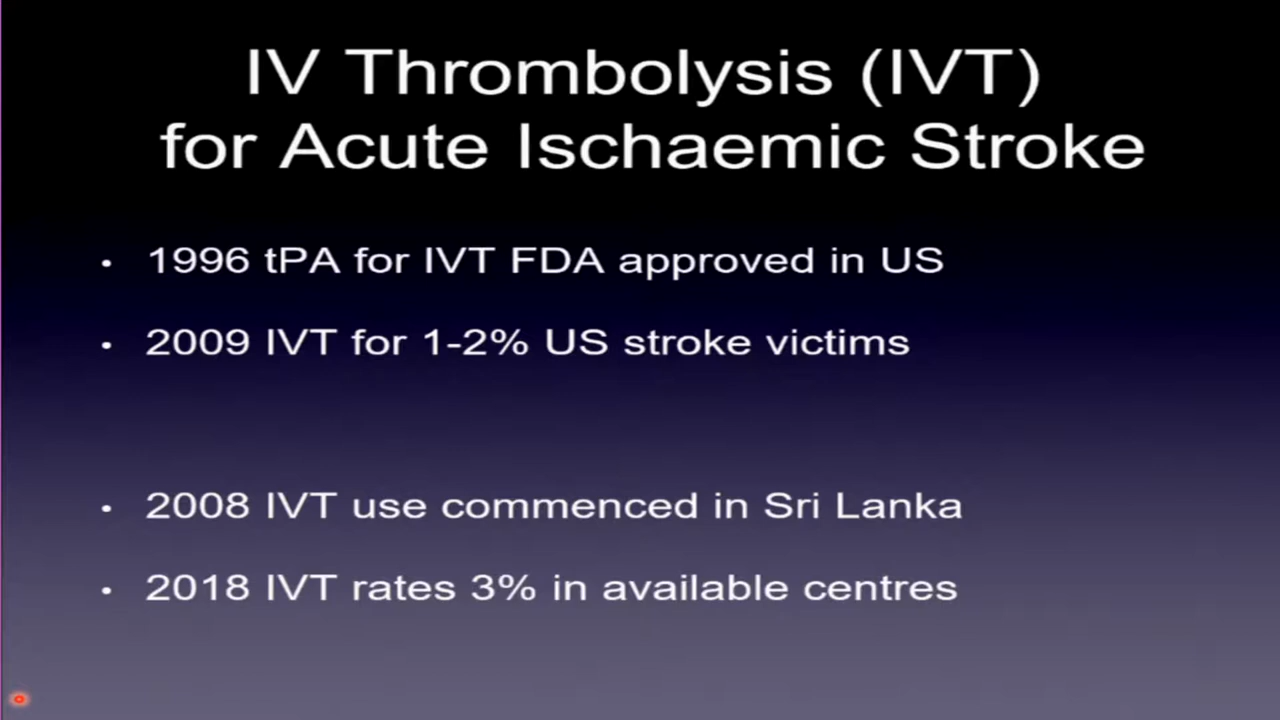 IV Thrombolysis (IVT)
for Acute Ischaemic Stroke
• 1996 tPA for IVT FDA approved in US
• 2009 IVT for 1-2% US stroke victims
• 2008 IVT use commenced in Sri Lanka
• 2018 IVT rates 3% in available centres